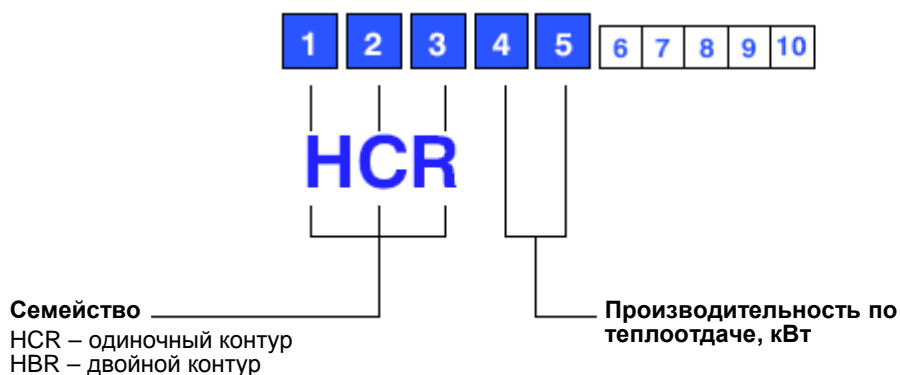 1 2 3 4 5 6 7 8 9 10
HCR
Семейство
HCR – одиночный контур
HBR – двойной контур
Производительность по
теплоотдаче, кВт